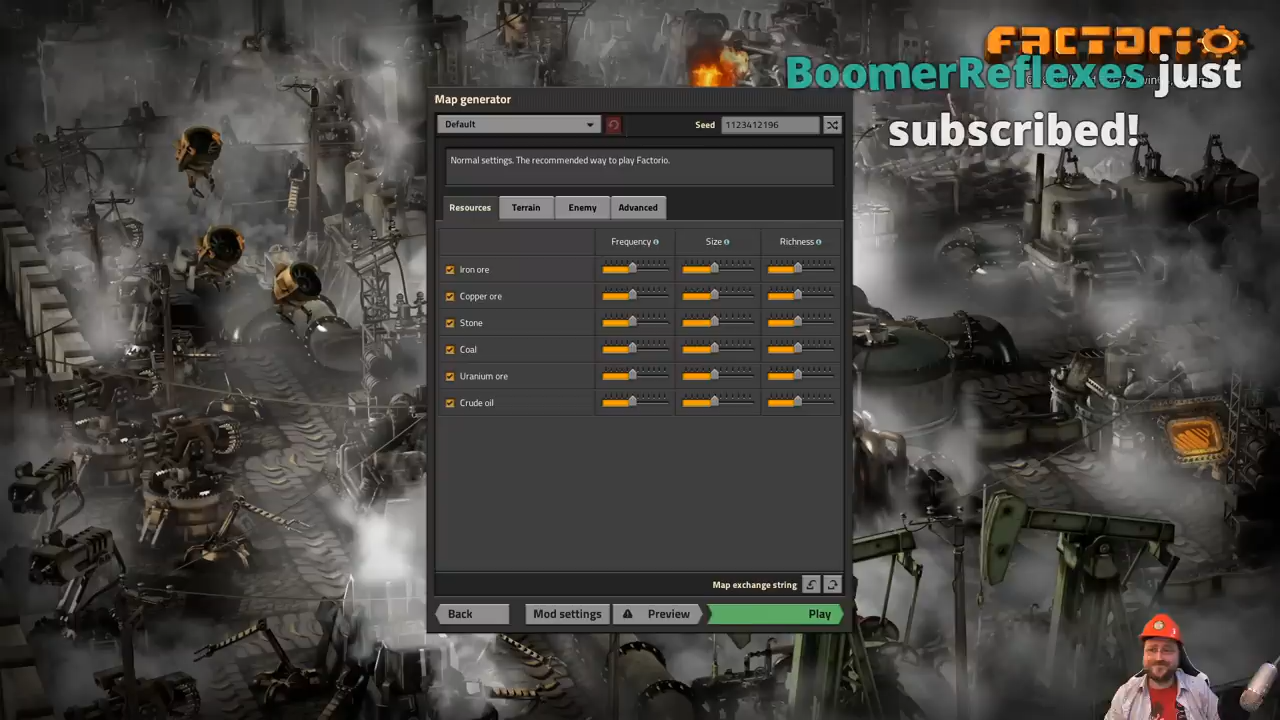 FACTORIO
BoomerReflexes just
subscribed!
Map generator
Default
Seed
1123412196
Normal settings. The recommended way to play Factorio.
Resources
Terrain
Enemy
Advanced
Frequency
Size
Richness
Iron ore
Copper ore
Stone
Coal
Uranium ore
Crude oil
Map exchange string
Back
Mod settings
Preview
Play